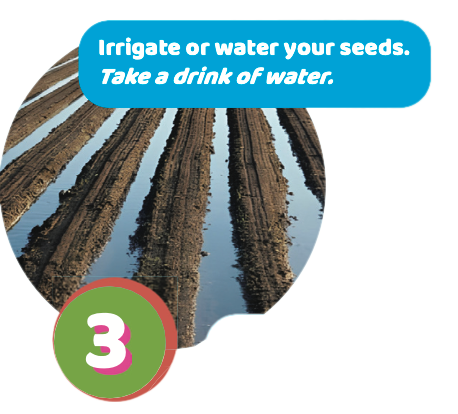 Irrigate or water your seeds.
Take a drink of water.
3